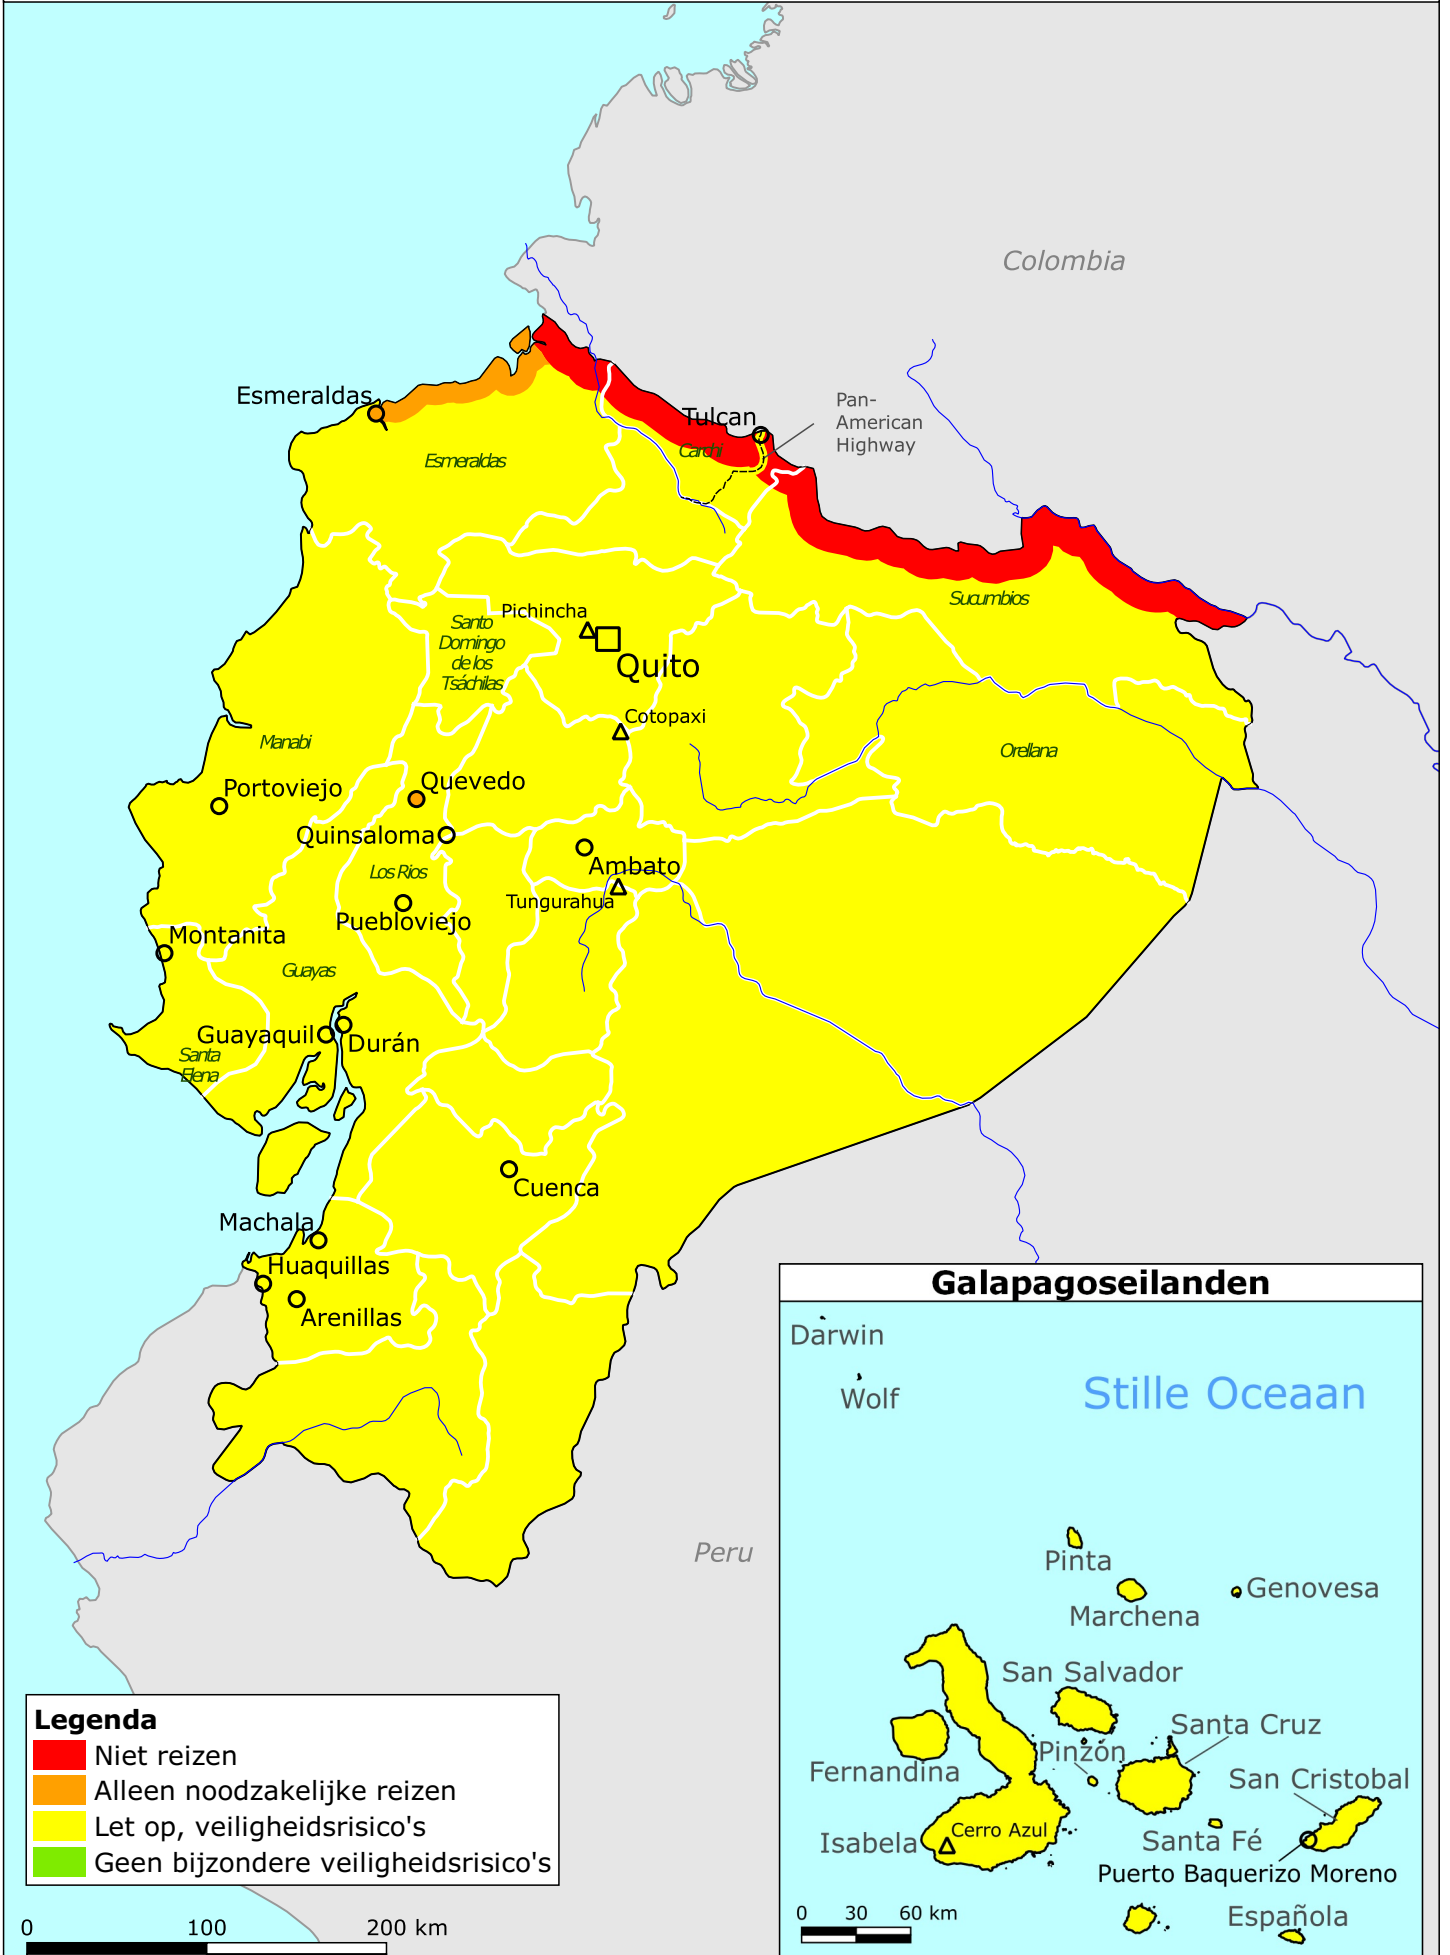 Colombia
Esmeraldas
Tulcan
Pan-
American
Highway
Carchi
Esmeraldas
Sucumbios
Pichincha
Santo
Domingo
de los
Tsáchilas
Quito
Cotopaxi
Manabi
Orellana
Portoviejo
Quevedo
Quinsaloma
Los Rios
Ambato
Tungurahua
Puebloviejo
Montanita
Guayas
Guayaquil
Durán
Santa
Elena
Cuenca
Machala
Huaquillas
Arenillas
Peru
Galapagoseilanden
Darwin
Wolf
Stille Oceaan
Pinta
Genovesa
Marchena
San Salvador
Santa Cruz
Pinzón
Fernandina
San Cristobal
Cerro Azul
Isabela
Santa Fé
Puerto Baquerizo Moreno
Española
0 30 60 km
Legenda
Niet reizen
Alleen noodzakelijke reizen
Let op, veiligheidsrisico's
Geen bijzondere veiligheidsrisico's
0 100 200 km